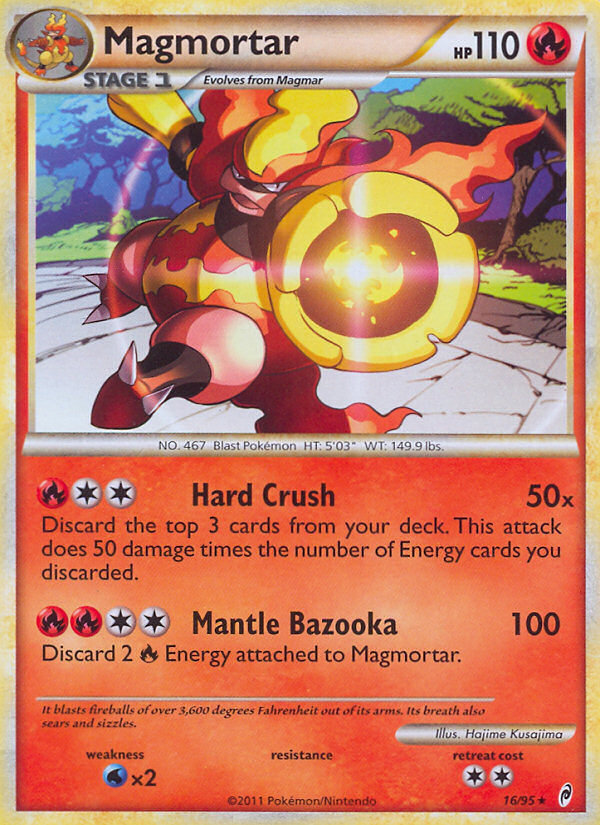 Magmortar
HP110
STAGE 1
Evolves from Magmar
NO. 467 Blast Pokémon HT: 5'03" WT: 149.9 lbs.
Hard Crush 50x
Discard the top 3 cards from your deck. This attack
does 50 damage times the number of Energy cards you
discarded.
Mantle Bazooka 100
Discard 2 Energy attached to Magmortar.
It blasts fireballs of over 3,600 degrees Fahrenheit out of its arms. Its breath also
sears and sizzles.
Illus. Hajime Kusajima
weakness resistance retreat cost
×2
©2011 Pokémon/Nintendo 16/95 ★